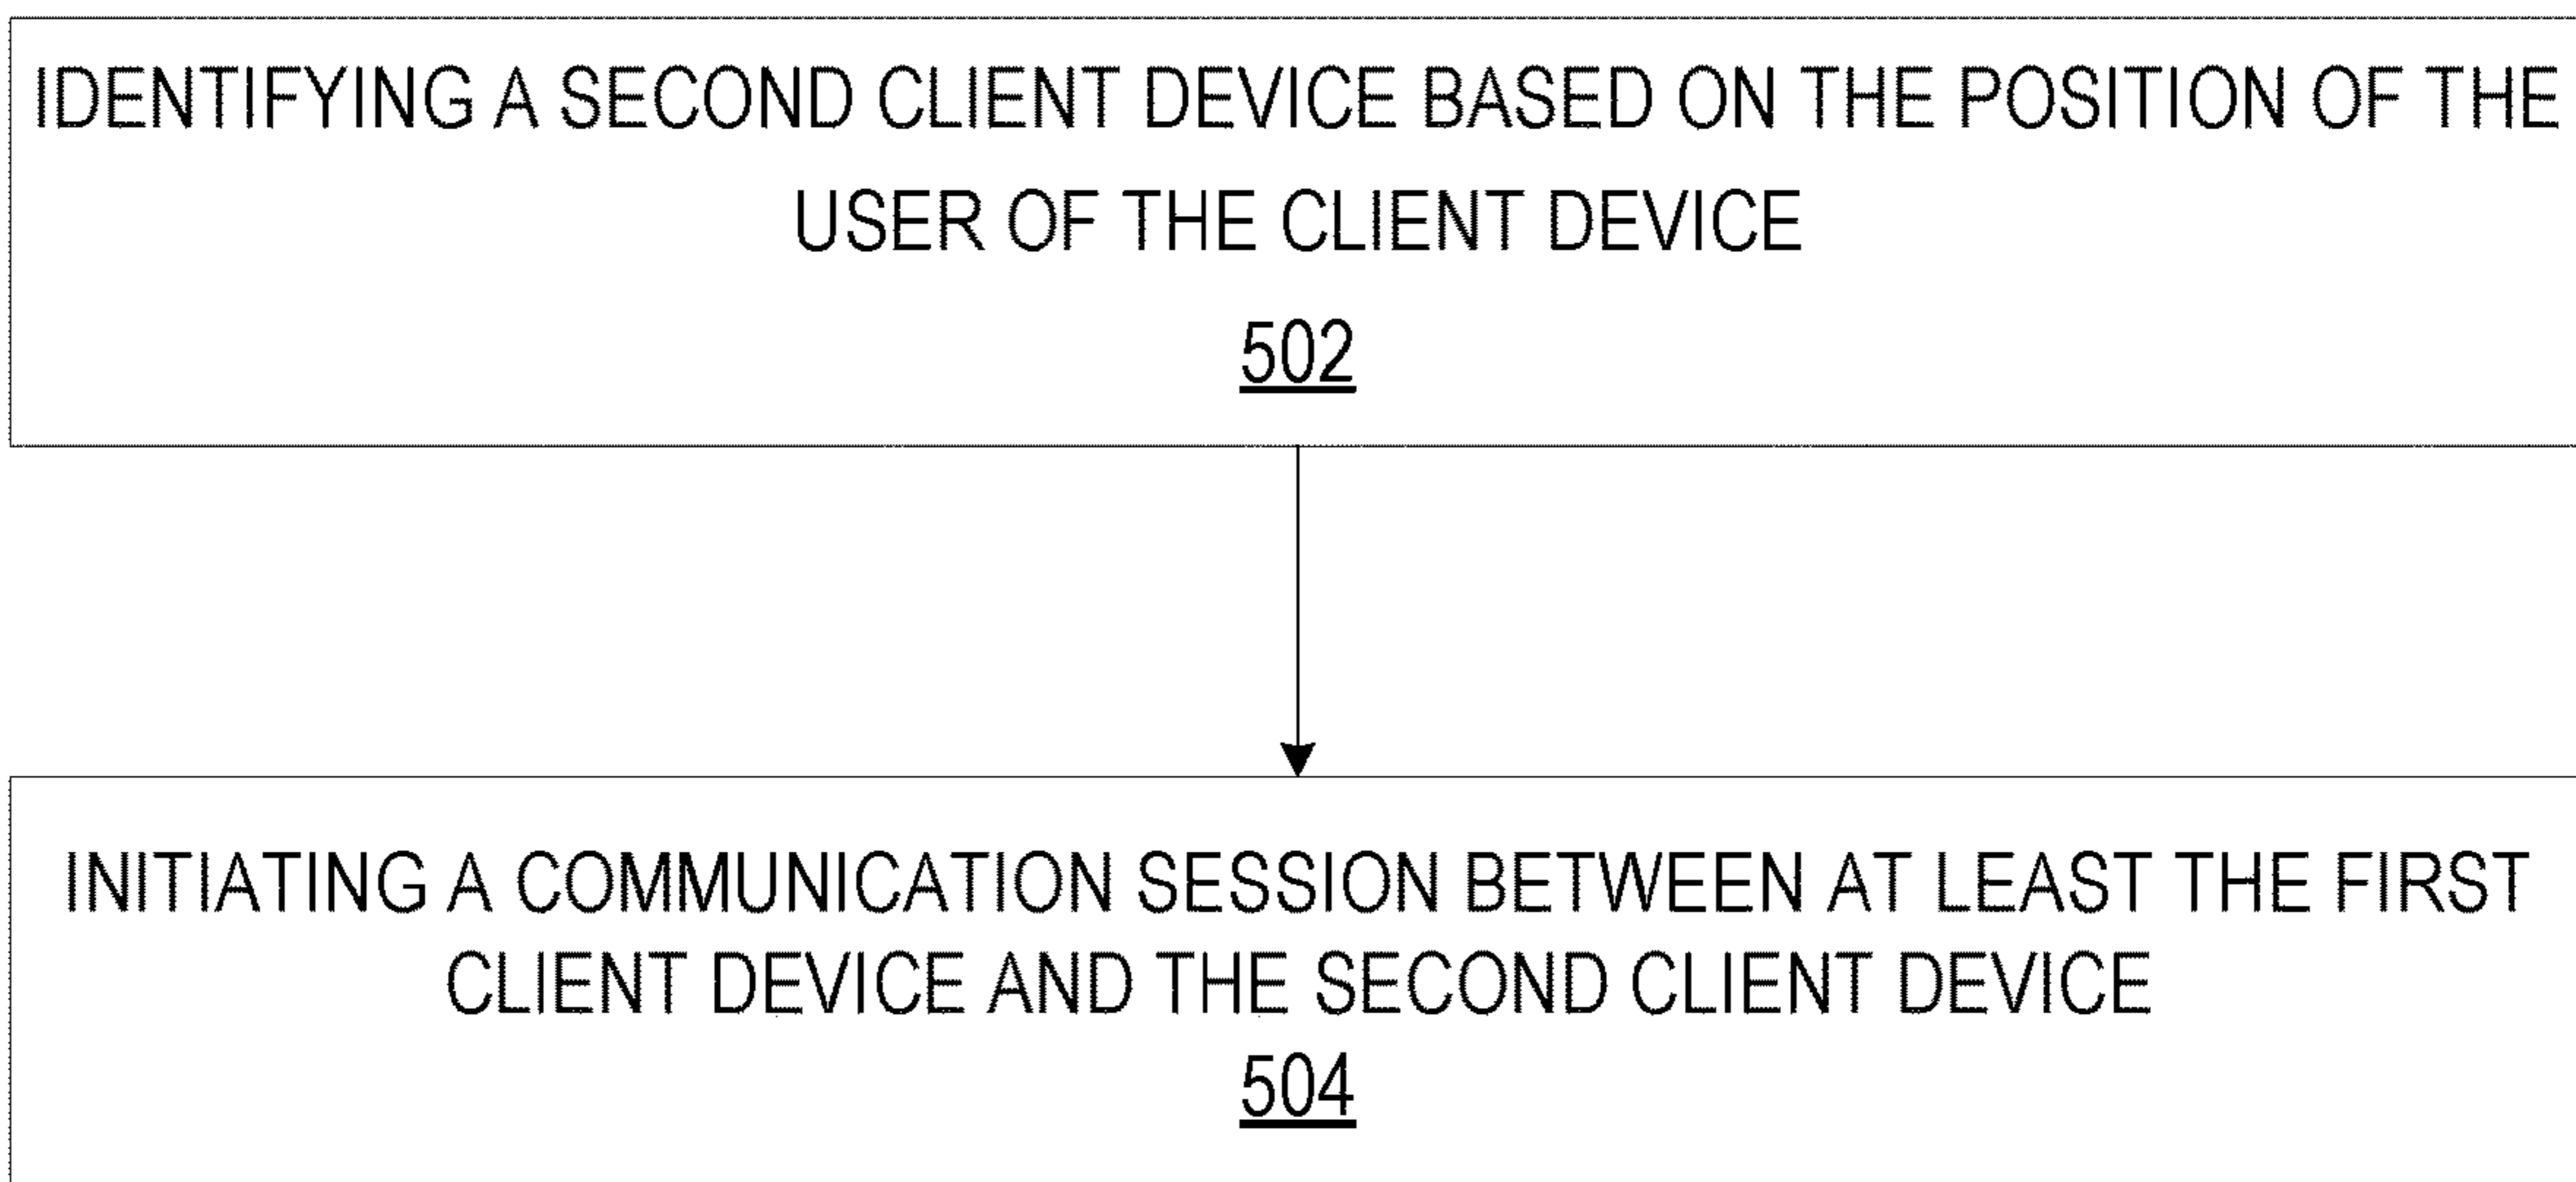 IDENTIFYING A SECOND CLIENT DEVICE BASED ON THE POSITION OF THE
USER OF THE CLIENT DEVICE
502
INITIATING A COMMUNICATION SESSION BETWEEN AT LEAST THE FIRST
CLIENT DEVICE AND THE SECOND CLIENT DEVICE
504